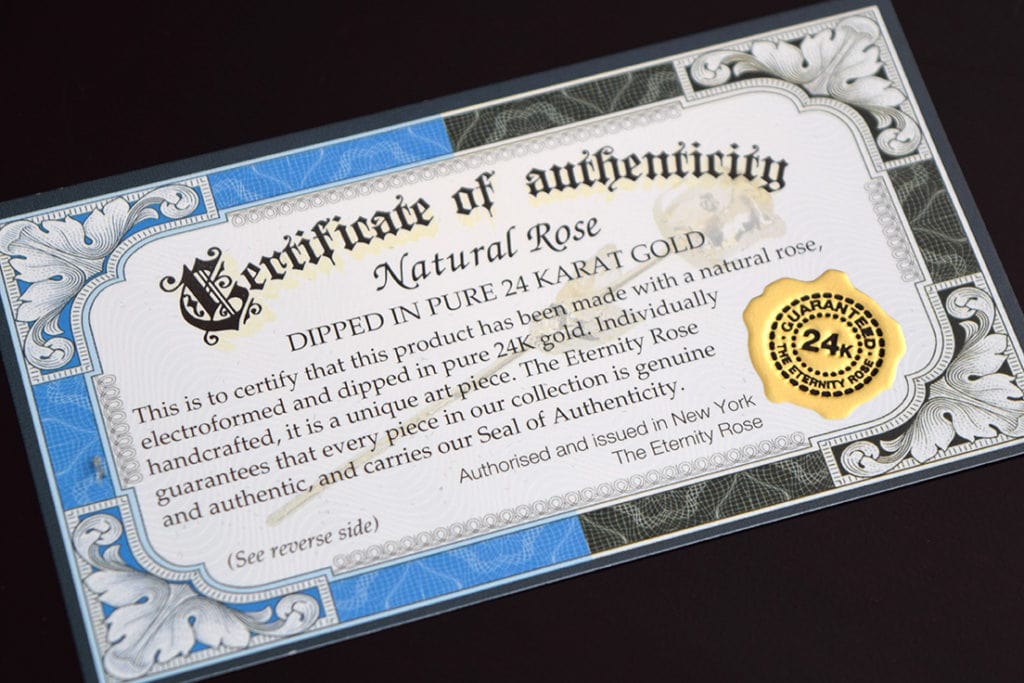 Certificate of authenticity
Natural Rose
DIPPED IN PURE 24 KARAT GOLD
This is to certify that this product has been made with a natural rose,
electroformed and dipped in pure 24K gold. Individually
handcrafted, it is a unique art piece. The Eternity Rose
guarantees that every piece in our collection is genuine
and authentic, and carries our Seal of Authenticity.
Authorised and issued in New York
The Eternity Rose
(See reverse side)
GUARANTEED
24K
THE ETERNITY ROSE